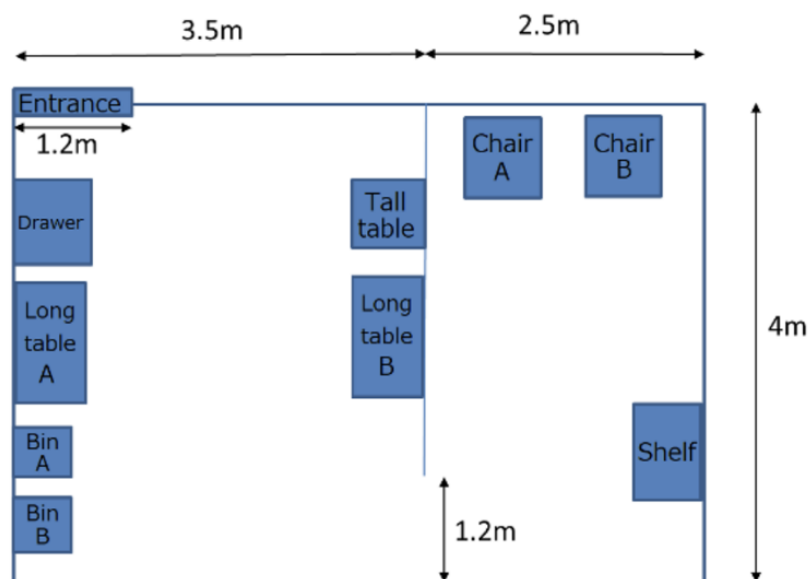 3.5m
2.5m
Entrance
1.2m
Chair
A
Chair
B
Drawer
Tall
table
Long
table
A
Long
table
B
4m
Bin
A
Shelf
Bin
B
1.2m